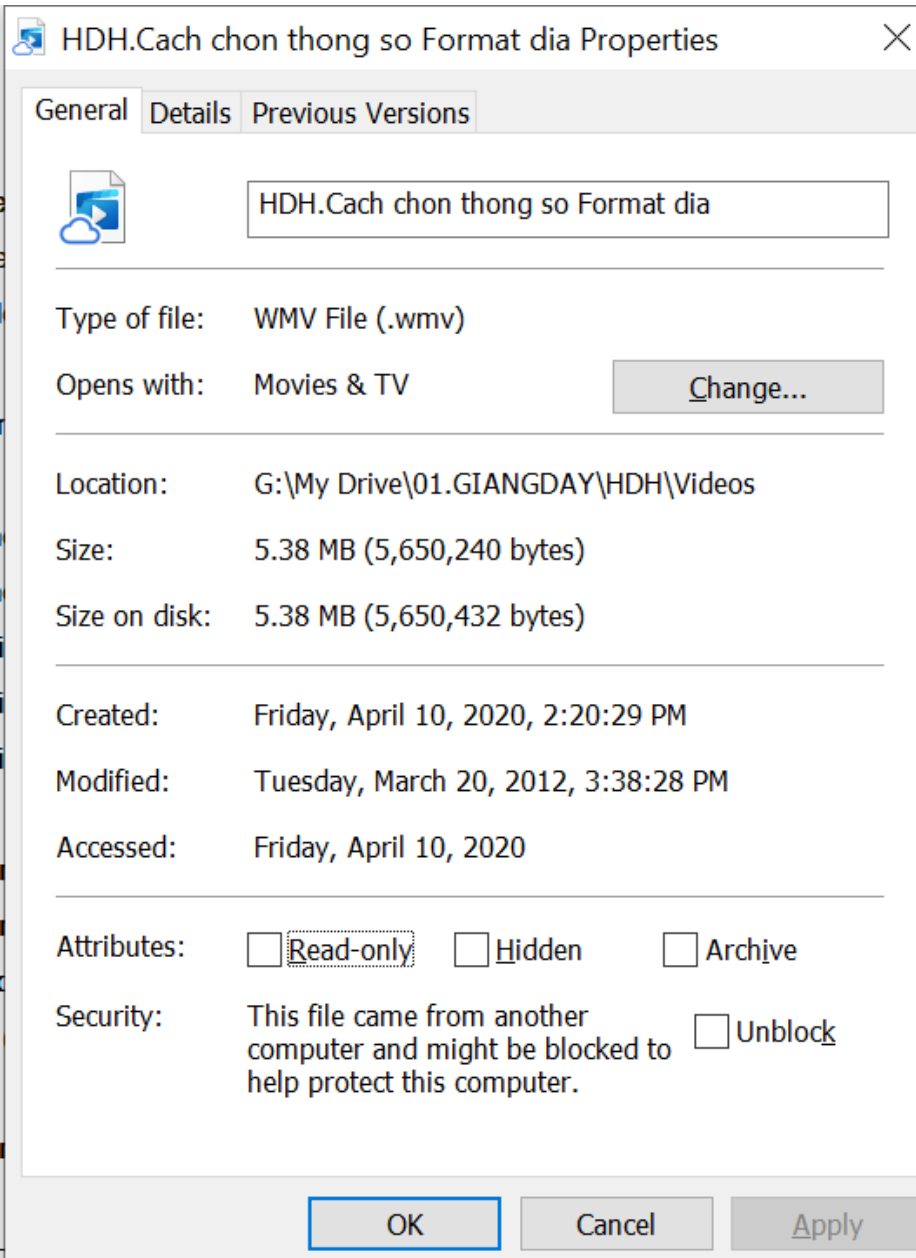 HDH.Cach chon thong so Format dia Properties
General Details Previous Versions
HDH.Cach chon thong so Format dia
Type of file: WMV File (.wmv)
Opens with: Movies & TV Change...
Location: G:\My Drive\01.GIANGDAY\HDH\Videos
Size: 5.38 MB (5,650,240 bytes)
Size on disk: 5.38 MB (5,650,432 bytes)
Created: Friday, April 10, 2020, 2:20:29 PM
Modified: Tuesday, March 20, 2012, 3:38:28 PM
Accessed: Friday, April 10, 2020
Attributes: Read-only Hidden Archive
Security: This file came from another
computer and might be blocked to
help protect this computer.
Unblock
OK Cancel Apply